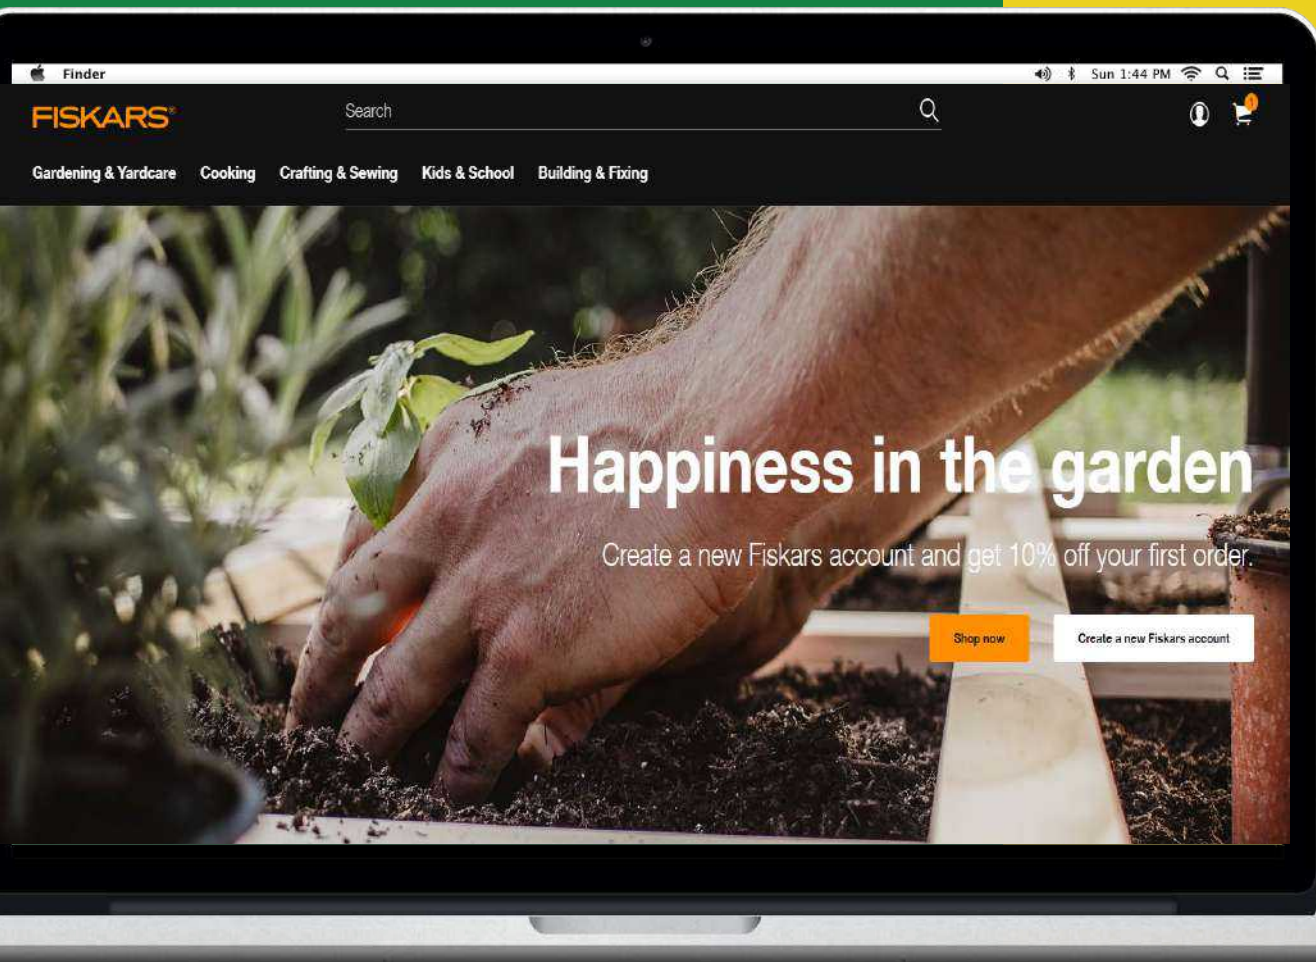 Finder
Sun 1:44 PM
FISKARS®
Search
1
Gardening & Yardcare Cooking Crafting & Sewing Kids & School Building & Fixing
Happiness in the garden
Create a new Fiskars account and get 10% off your first order.
Shop now
Create a new Fiskars account